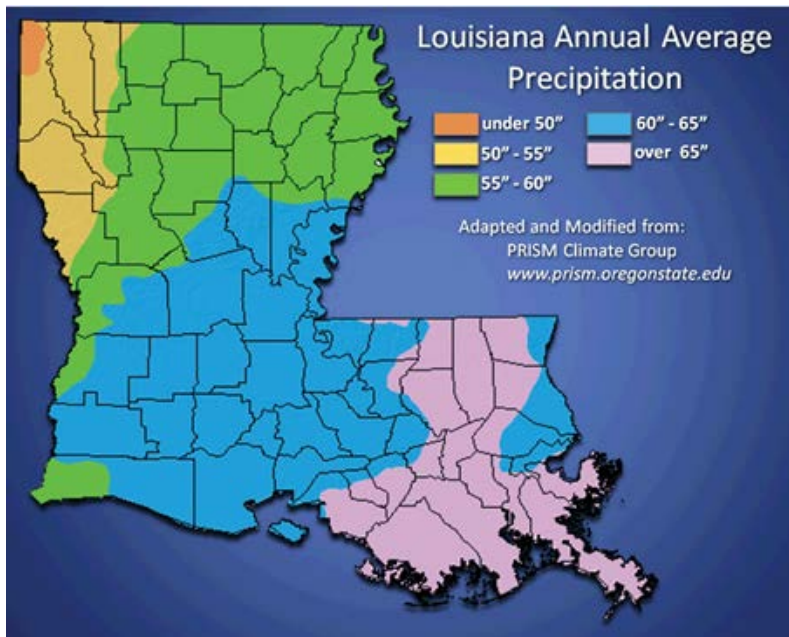 Louisiana Annual Average
Precipitation
under 50”
60” - 65”
50” - 55”
over 65”
55” - 60”
Adapted and Modified from:
PRISM Climate Group
www.prism.oregonstate.edu